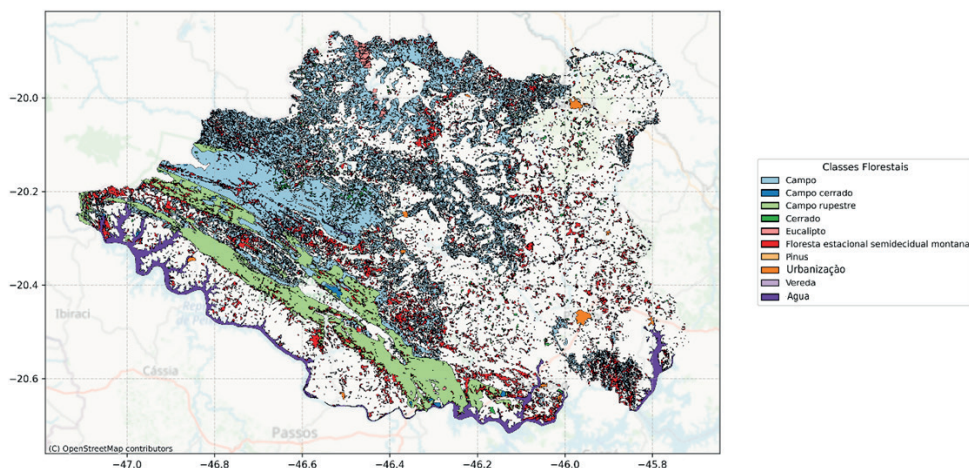 −20.0
−20.2
−20.4
−20.6
Ibiraci
Cássia
Passos
(C) OpenStreetMap contributors
−47.0
−46.8
−46.6
−46.4
−46.2
−46.0
−45.8
Classes Florestais
Campo
Campo cerrado
Campo rupestre
Cerrado
Eucalipto
Floresta estacional semidecidual montana
Pinus
Urbanização
Vereda
Agua